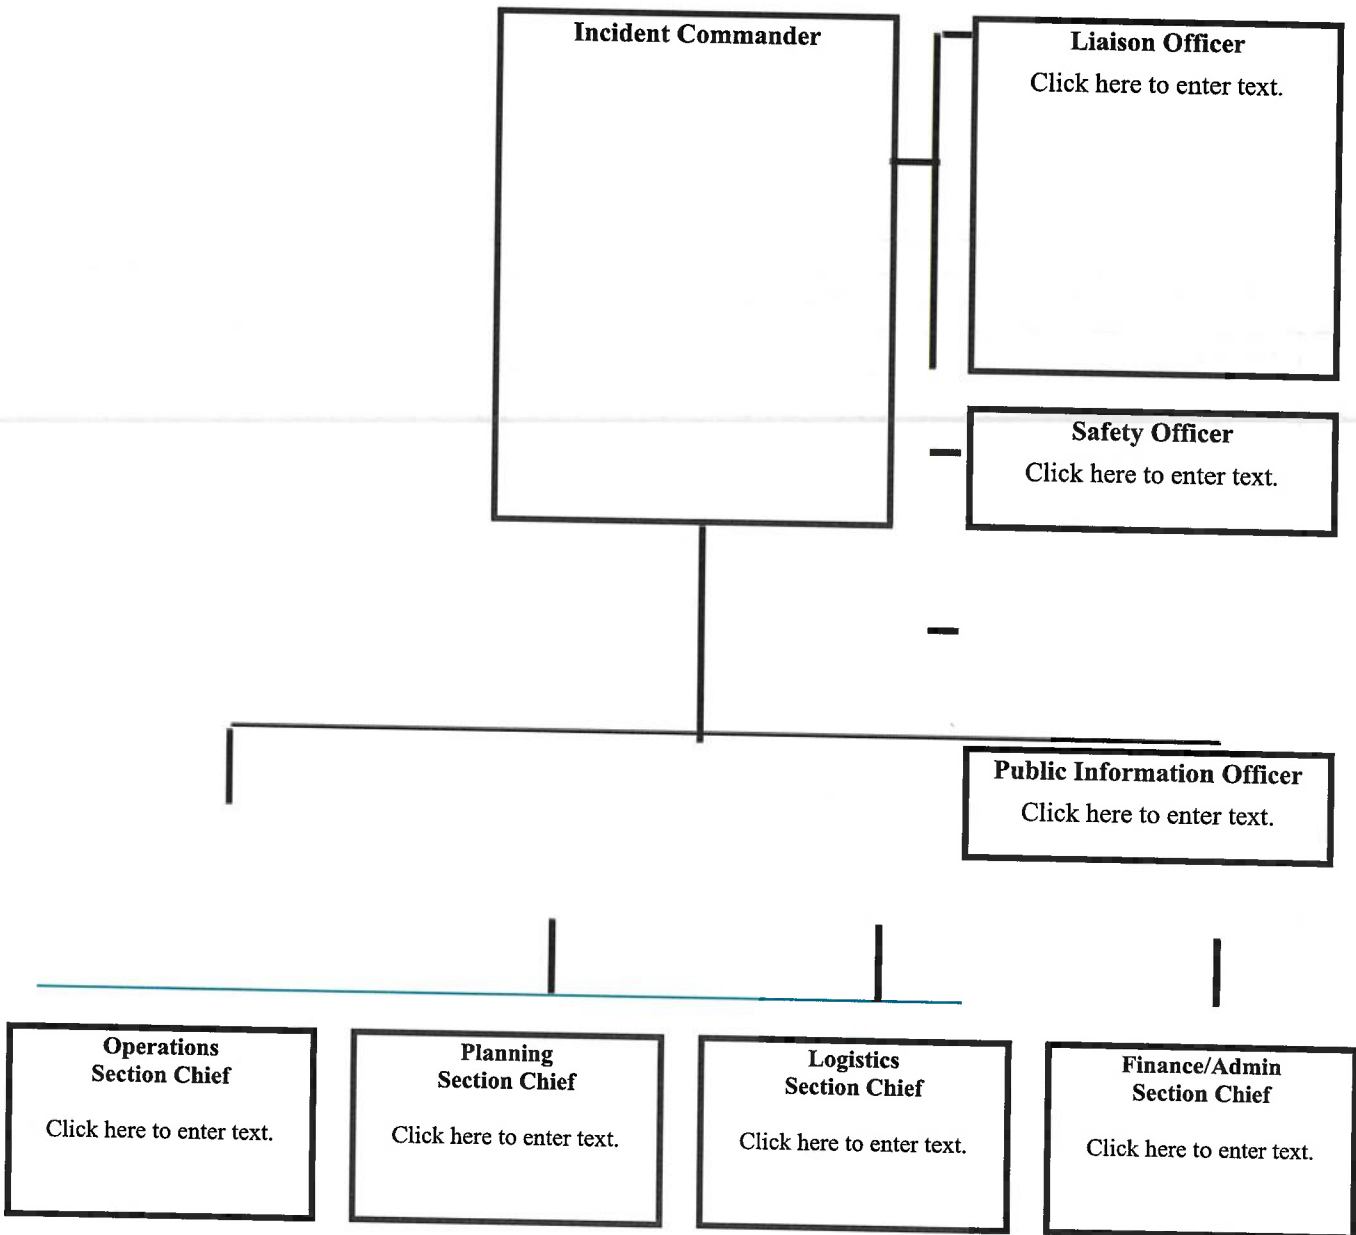 Incident Commander
Liaison Officer
Click here to enter text.
Safety Officer
Click here to enter text.
Public Information Officer
Click here to enter text.
Operations
Section Chief
Click here to enter text.
Planning
Section Chief
Click here to enter text.
Logistics
Section Chief
Click here to enter text.
Finance/Admin
Section Chief
Click here to enter text.